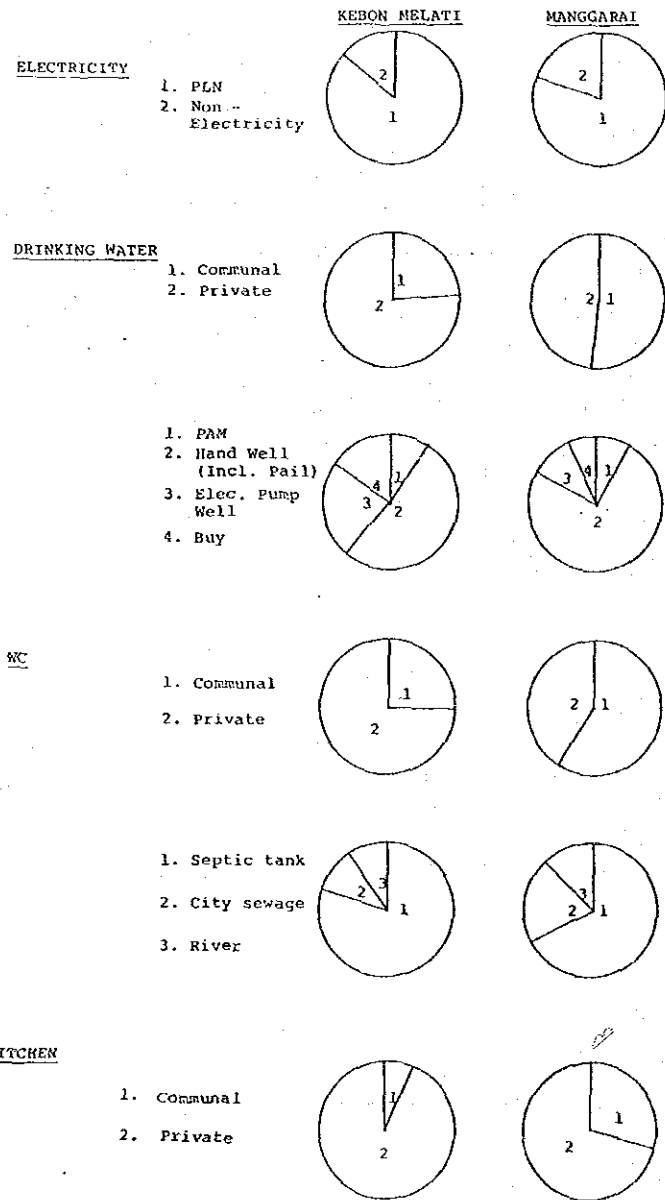 KEBON MELATI MANGGARAI
ELECTRICITY
1. PLN
2. Non -
Electricity
2
1
2
1
DRINKING WATER
1. Communal
2. Private
1
2
2 1
1. PAM
2. Hand Well
(Incl. Pail)
3. Elec. Pump
Well
4. Buy
4 1
3 2
3 4 1
2
WC
1. Communal
2. Private
1
2
2 1
1. Septic tank
2. City sewage
3. River
3
2 1
3
2 1
ITCHEN
1. Communal
2. Private
1
2
1
2